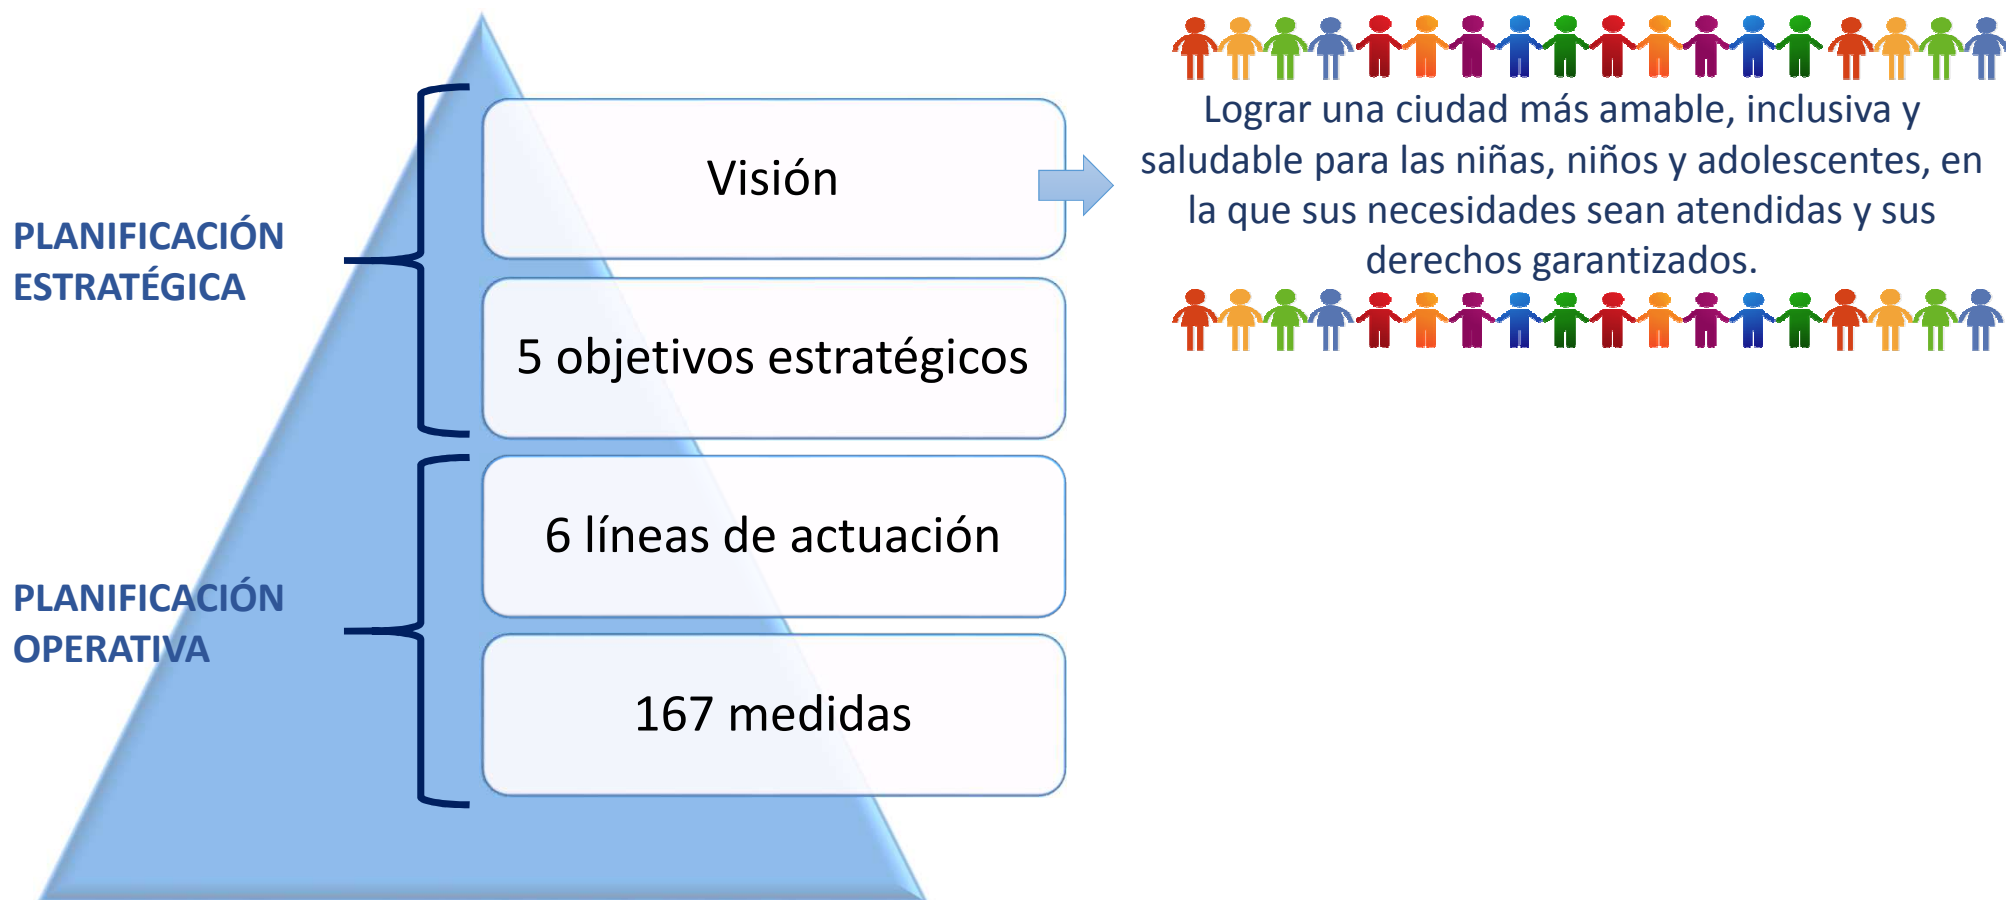 PLANIFICACIÓN
ESTRATÉGICA
Visión
Lograr una ciudad más amable, inclusiva y
saludable para las niñas, niños y adolescentes, en
la que sus necesidades sean atendidas y sus
derechos garantizados.
5 objetivos estratégicos
PLANIFICACIÓN
OPERATIVA
6 líneas de actuación
167 medidas